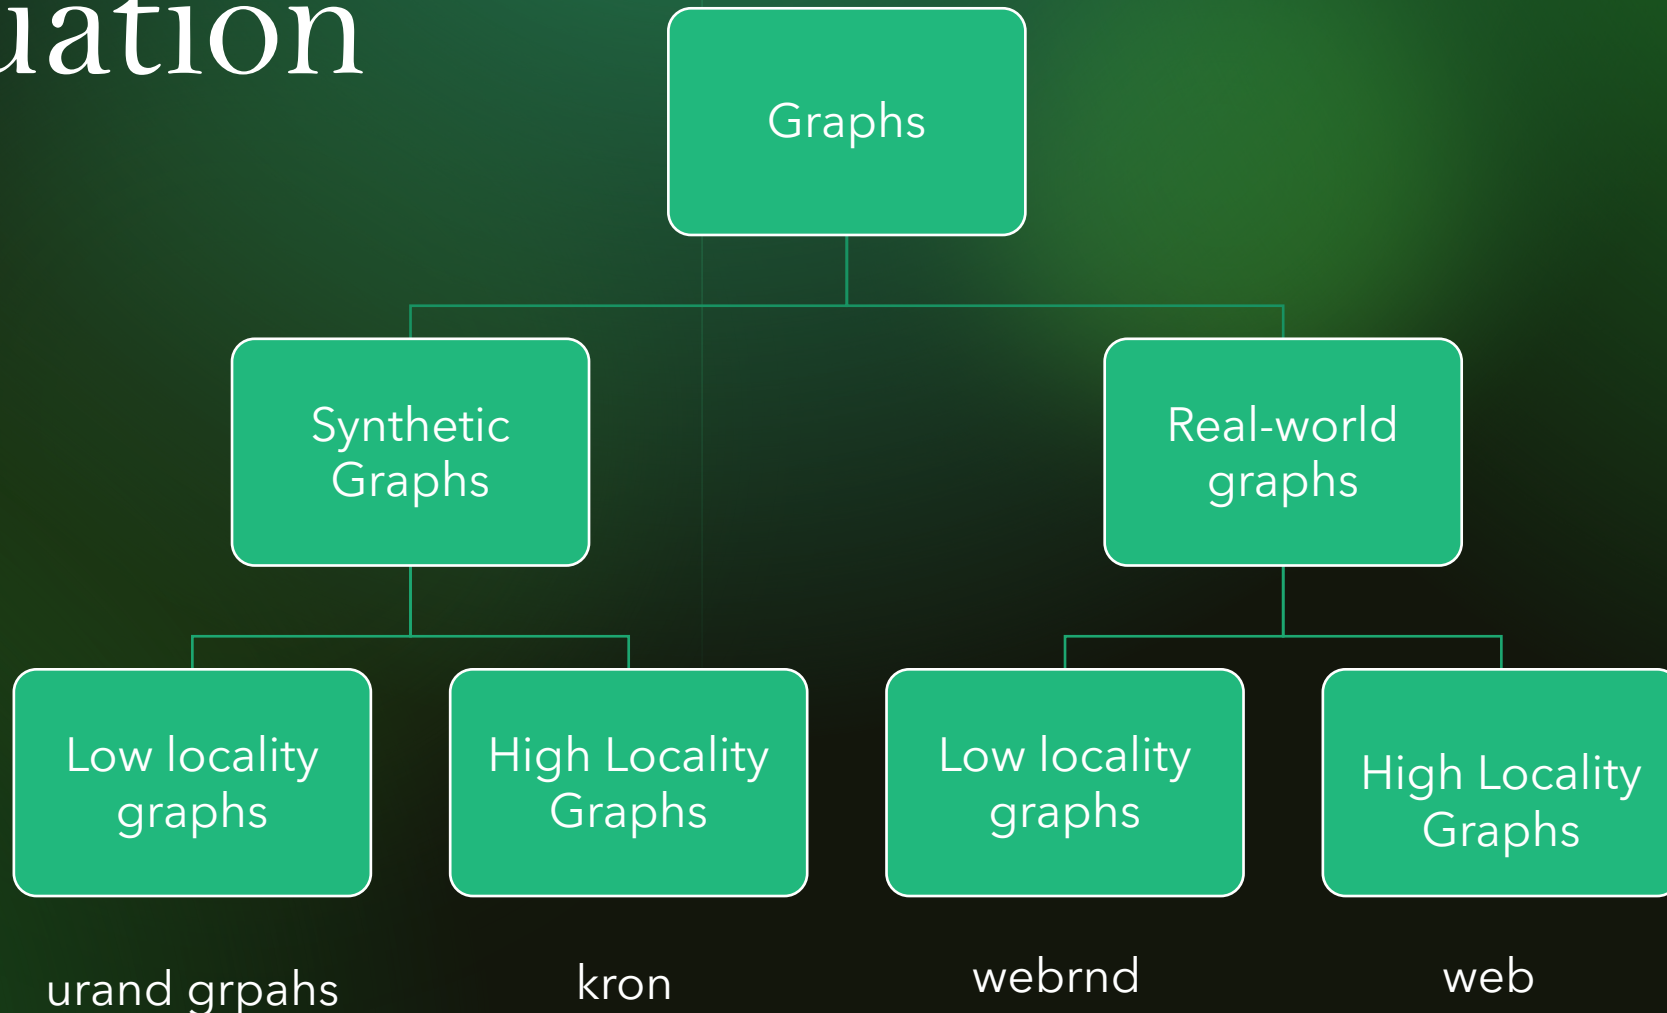 uation
Graphs
Synthetic
Graphs
Real-world
graphs
Low locality
graphs
High Locality
Graphs
Low locality
graphs
High Locality
Graphs
urand grpahs
kron
webrnd
web